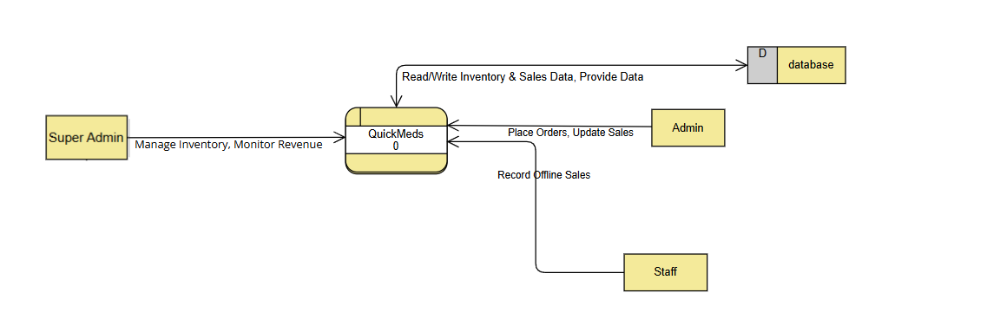 D
database
Read/Write Inventory & Sales Data, Provide Data
Super Admin
Manage Inventory, Monitor Revenue
QuickMeds
0
Place Orders, Update Sales
Admin
Record Offline Sales
Staff